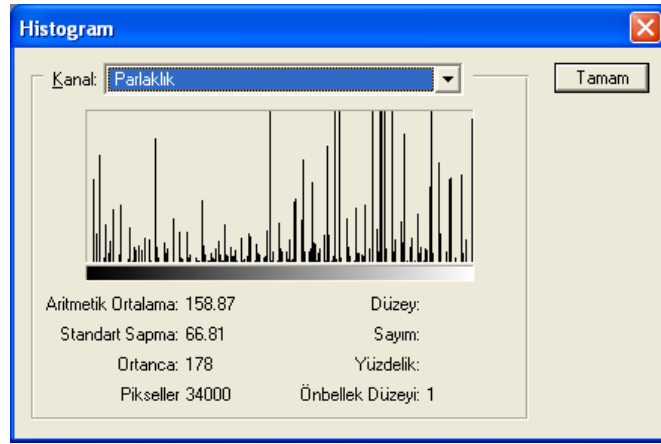 Histogram
Kanal: Parlaklık
Tamam
Aritmetik Ortalama: 158.87 Düzey:
Standart Sapma: 66.81 Sayım:
Ortanca: 178 Yüzdelik:
Pikseller 34000 Önbellek Düzeyi: 1